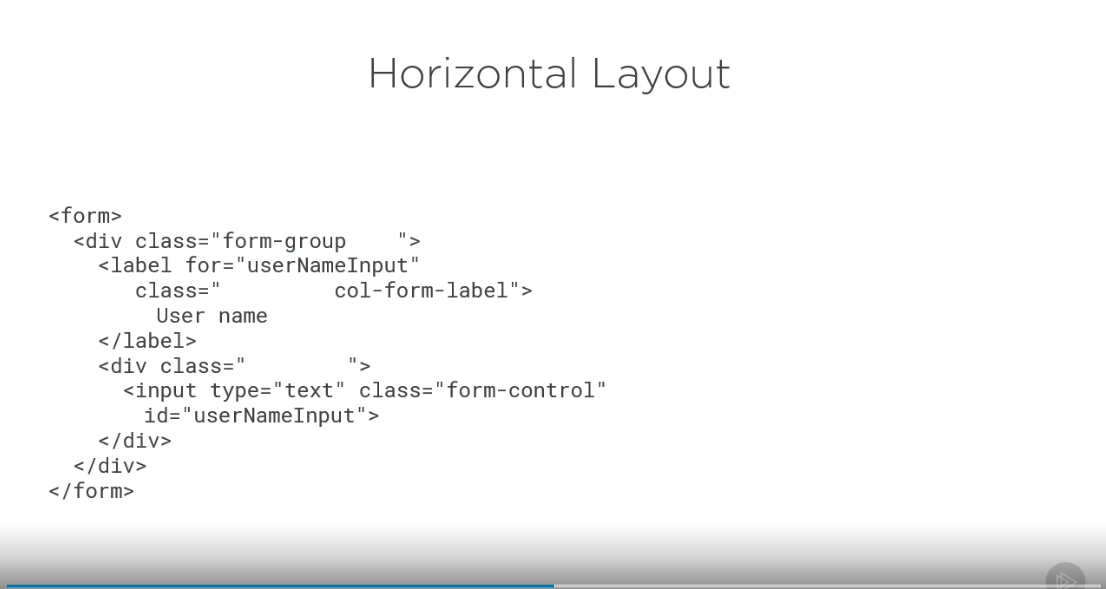 Horizontal Layout
<form>
<div class="form-group    ">
<label for="userNameInput"
class="         col-form-label">
User name
</label>
<div class="        ">
<input type="text" class="form-control"
id="userNameInput">
</div>
</div>
</form>